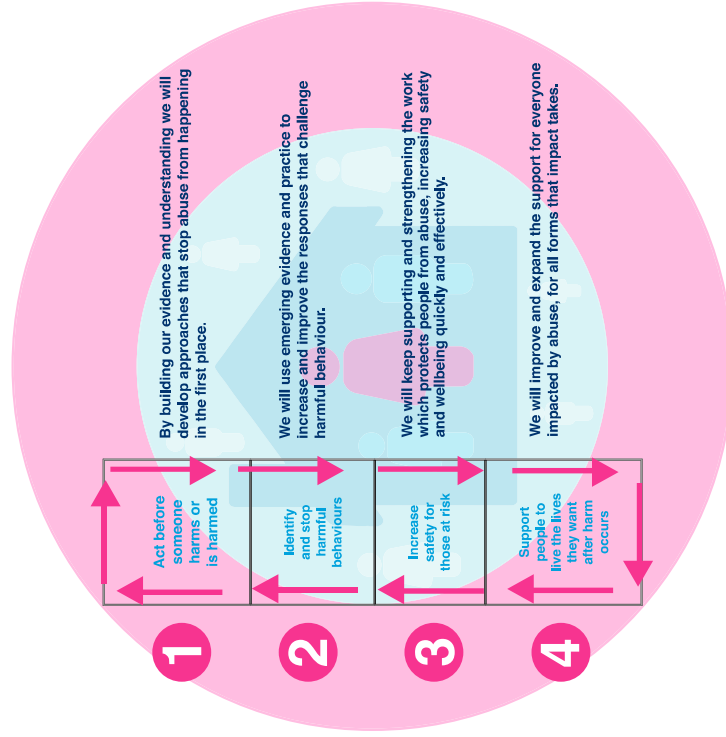 1
Act before
someone
harms or
is harmed
By building our evidence and understanding we will
develop approaches that stop abuse from happening
in the first place.
2
Identify
and stop
harmful
behaviours
We will use emerging evidence and practice to
increase and improve the responses that challenge
harmful behaviour.
3
Increase
safety for
those at risk
We will keep supporting and strengthening the work
which protects people from abuse, increasing safety
and wellbeing quickly and effectively.
4
Support
people to
live the lives
they want
after harm
occurs
We will improve and expand the support for everyone
impacted by abuse, for all forms that impact takes.